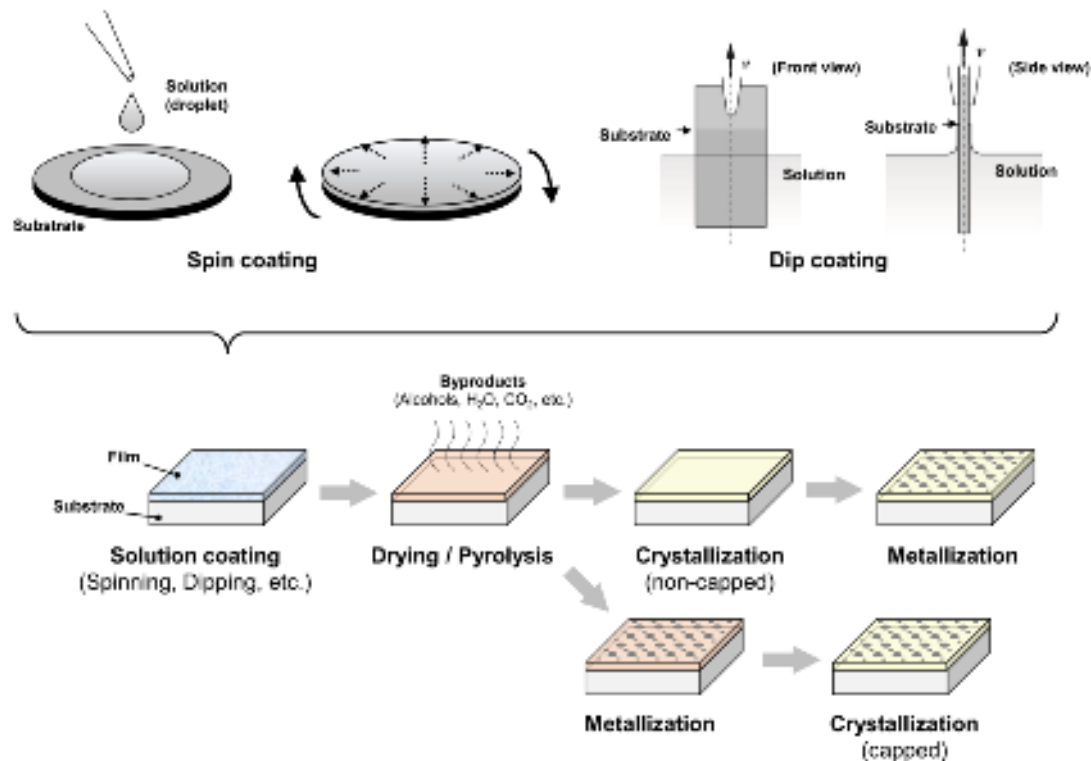 Solution
(droplet)
Substrate
Spin coating
v
(Front view)
Substrate
Solution
v
(Side view)
Substrate
Solution
Dip coating
Byproducts
(Alcohols, H₂O, CO₂, etc.)
Film
Substrate
Solution coating
(Spinning, Dipping, etc.)
Drying / Pyrolysis
Crystallization
(non-capped)
Metallization
Metallization
Crystallization
(capped)